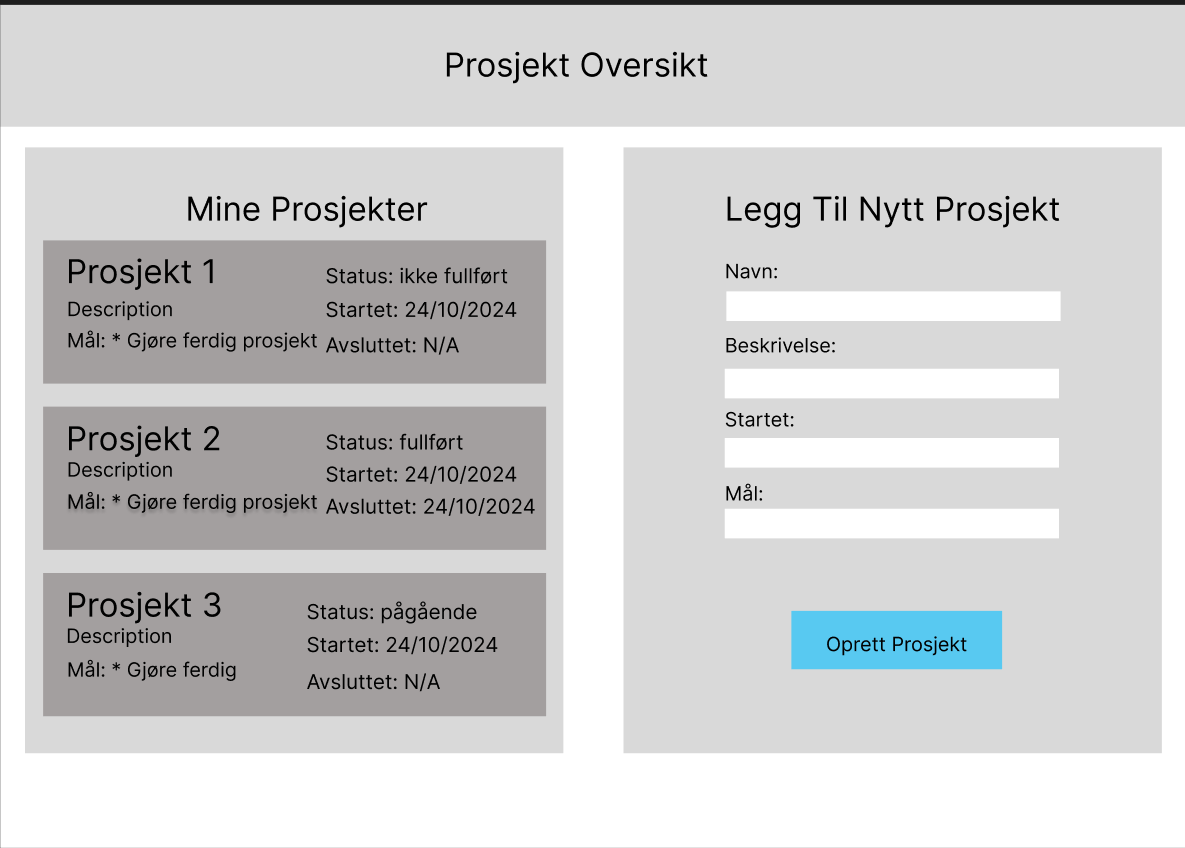 Prosjekt Oversikt
Mine Prosjekter
Prosjekt 1
Description
Mål: * Gjøre ferdig prosjekt
Status: ikke fullført
Startet: 24/10/2024
Avsluttet: N/A
Prosjekt 2
Description
Mål: * Gjøre ferdig prosjekt
Status: fullført
Startet: 24/10/2024
Avsluttet: 24/10/2024
Prosjekt 3
Description
Mål: * Gjøre ferdig
Status: pågående
Startet: 24/10/2024
Avsluttet: N/A
Legg Til Nytt Prosjekt
Navn:
Beskrivelse:
Startet:
Mål:
Oprett Prosjekt